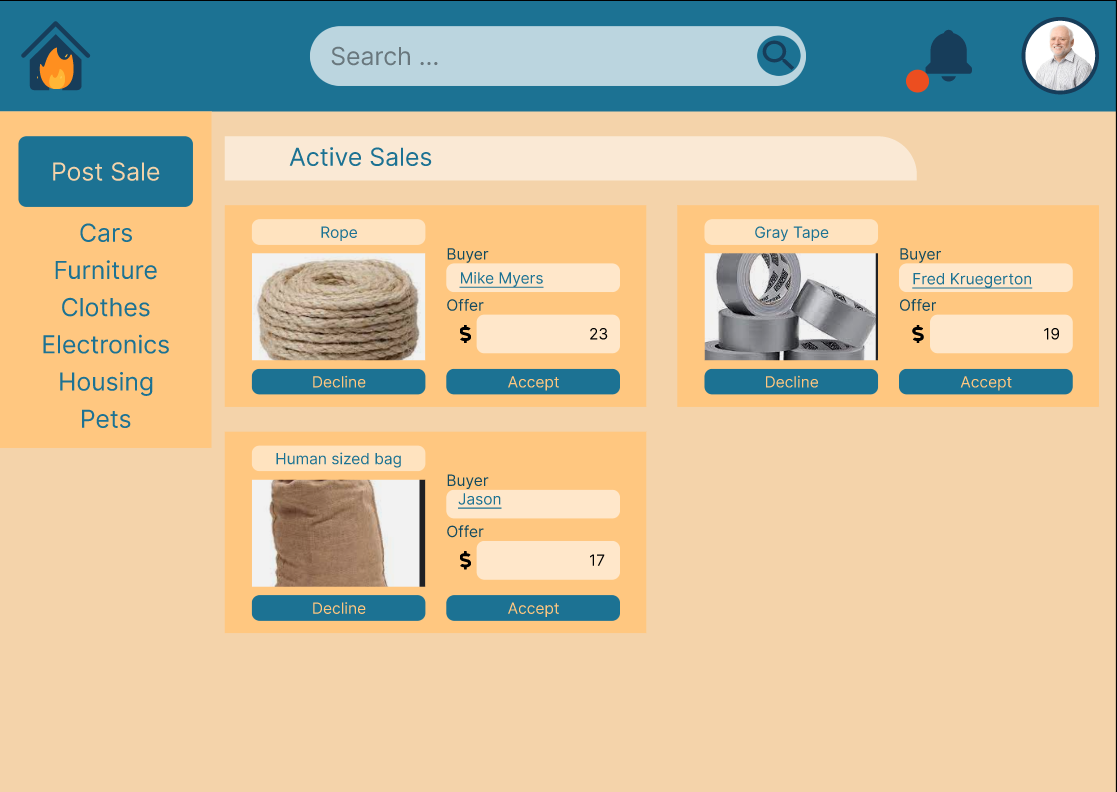 Search ...
Post Sale
Cars
Furniture
Clothes
Electronics
Housing
Pets
Active Sales
Rope
Buyer
Mike Myers
Offer
$ 23
Decline
Accept
Gray Tape
Buyer
Fred Kruegerton
Offer
$ 19
Decline
Accept
Human sized bag
Buyer
Jason
Offer
$ 17
Decline
Accept